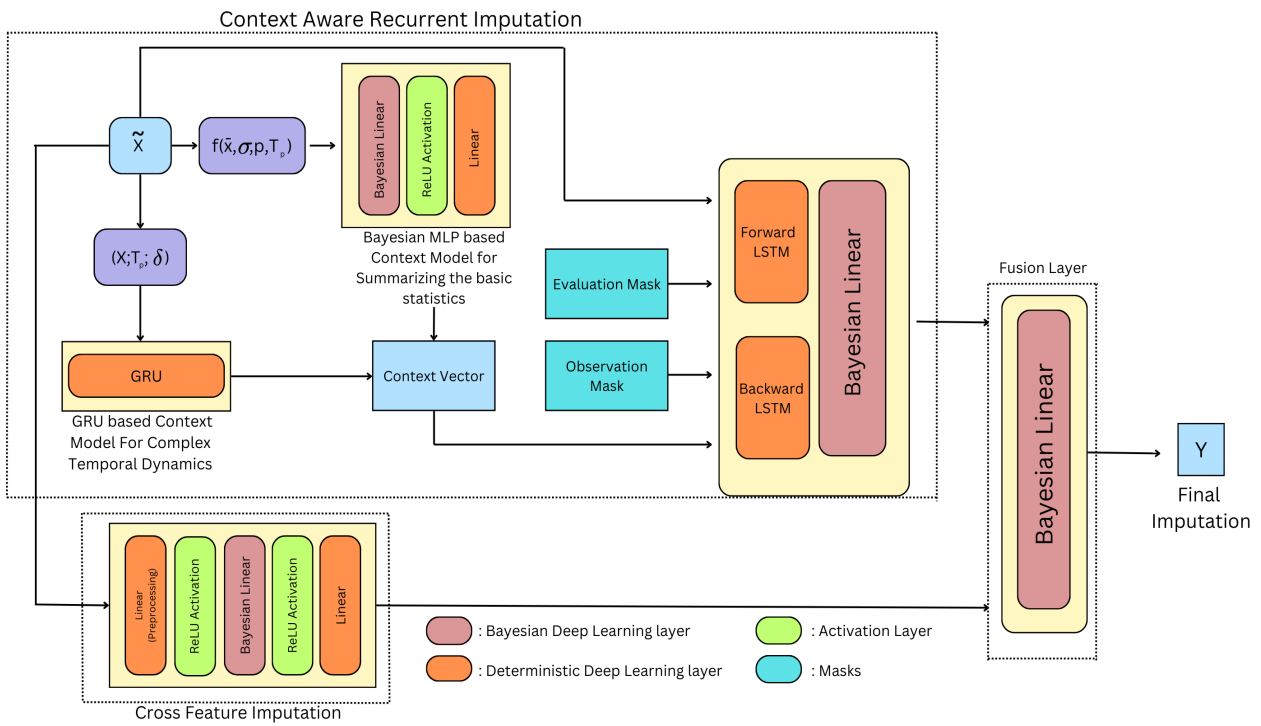 Context Aware Recurrent Imputation
X̃
f(x̄,σ,p,Tₚ)
Bayesian Linear
ReLU Activation
Linear
Bayesian MLP based
Context Model for
Summarizing the basic
statistics
(X;Tₚ; δ)
GRU
GRU based Context
Model For Complex
Temporal Dynamics
Context Vector
Evaluation Mask
Observation
Mask
Forward
LSTM
Backward
LSTM
Bayesian Linear
Fusion Layer
Bayesian Linear
Y
Final
Imputation
Linear
(Preprocessing)
ReLU Activation
Bayesian Linear
ReLU Activation
Linear
Cross Feature Imputation
: Bayesian Deep Learning layer
: Deterministic Deep Learning layer
: Activation Layer
: Masks